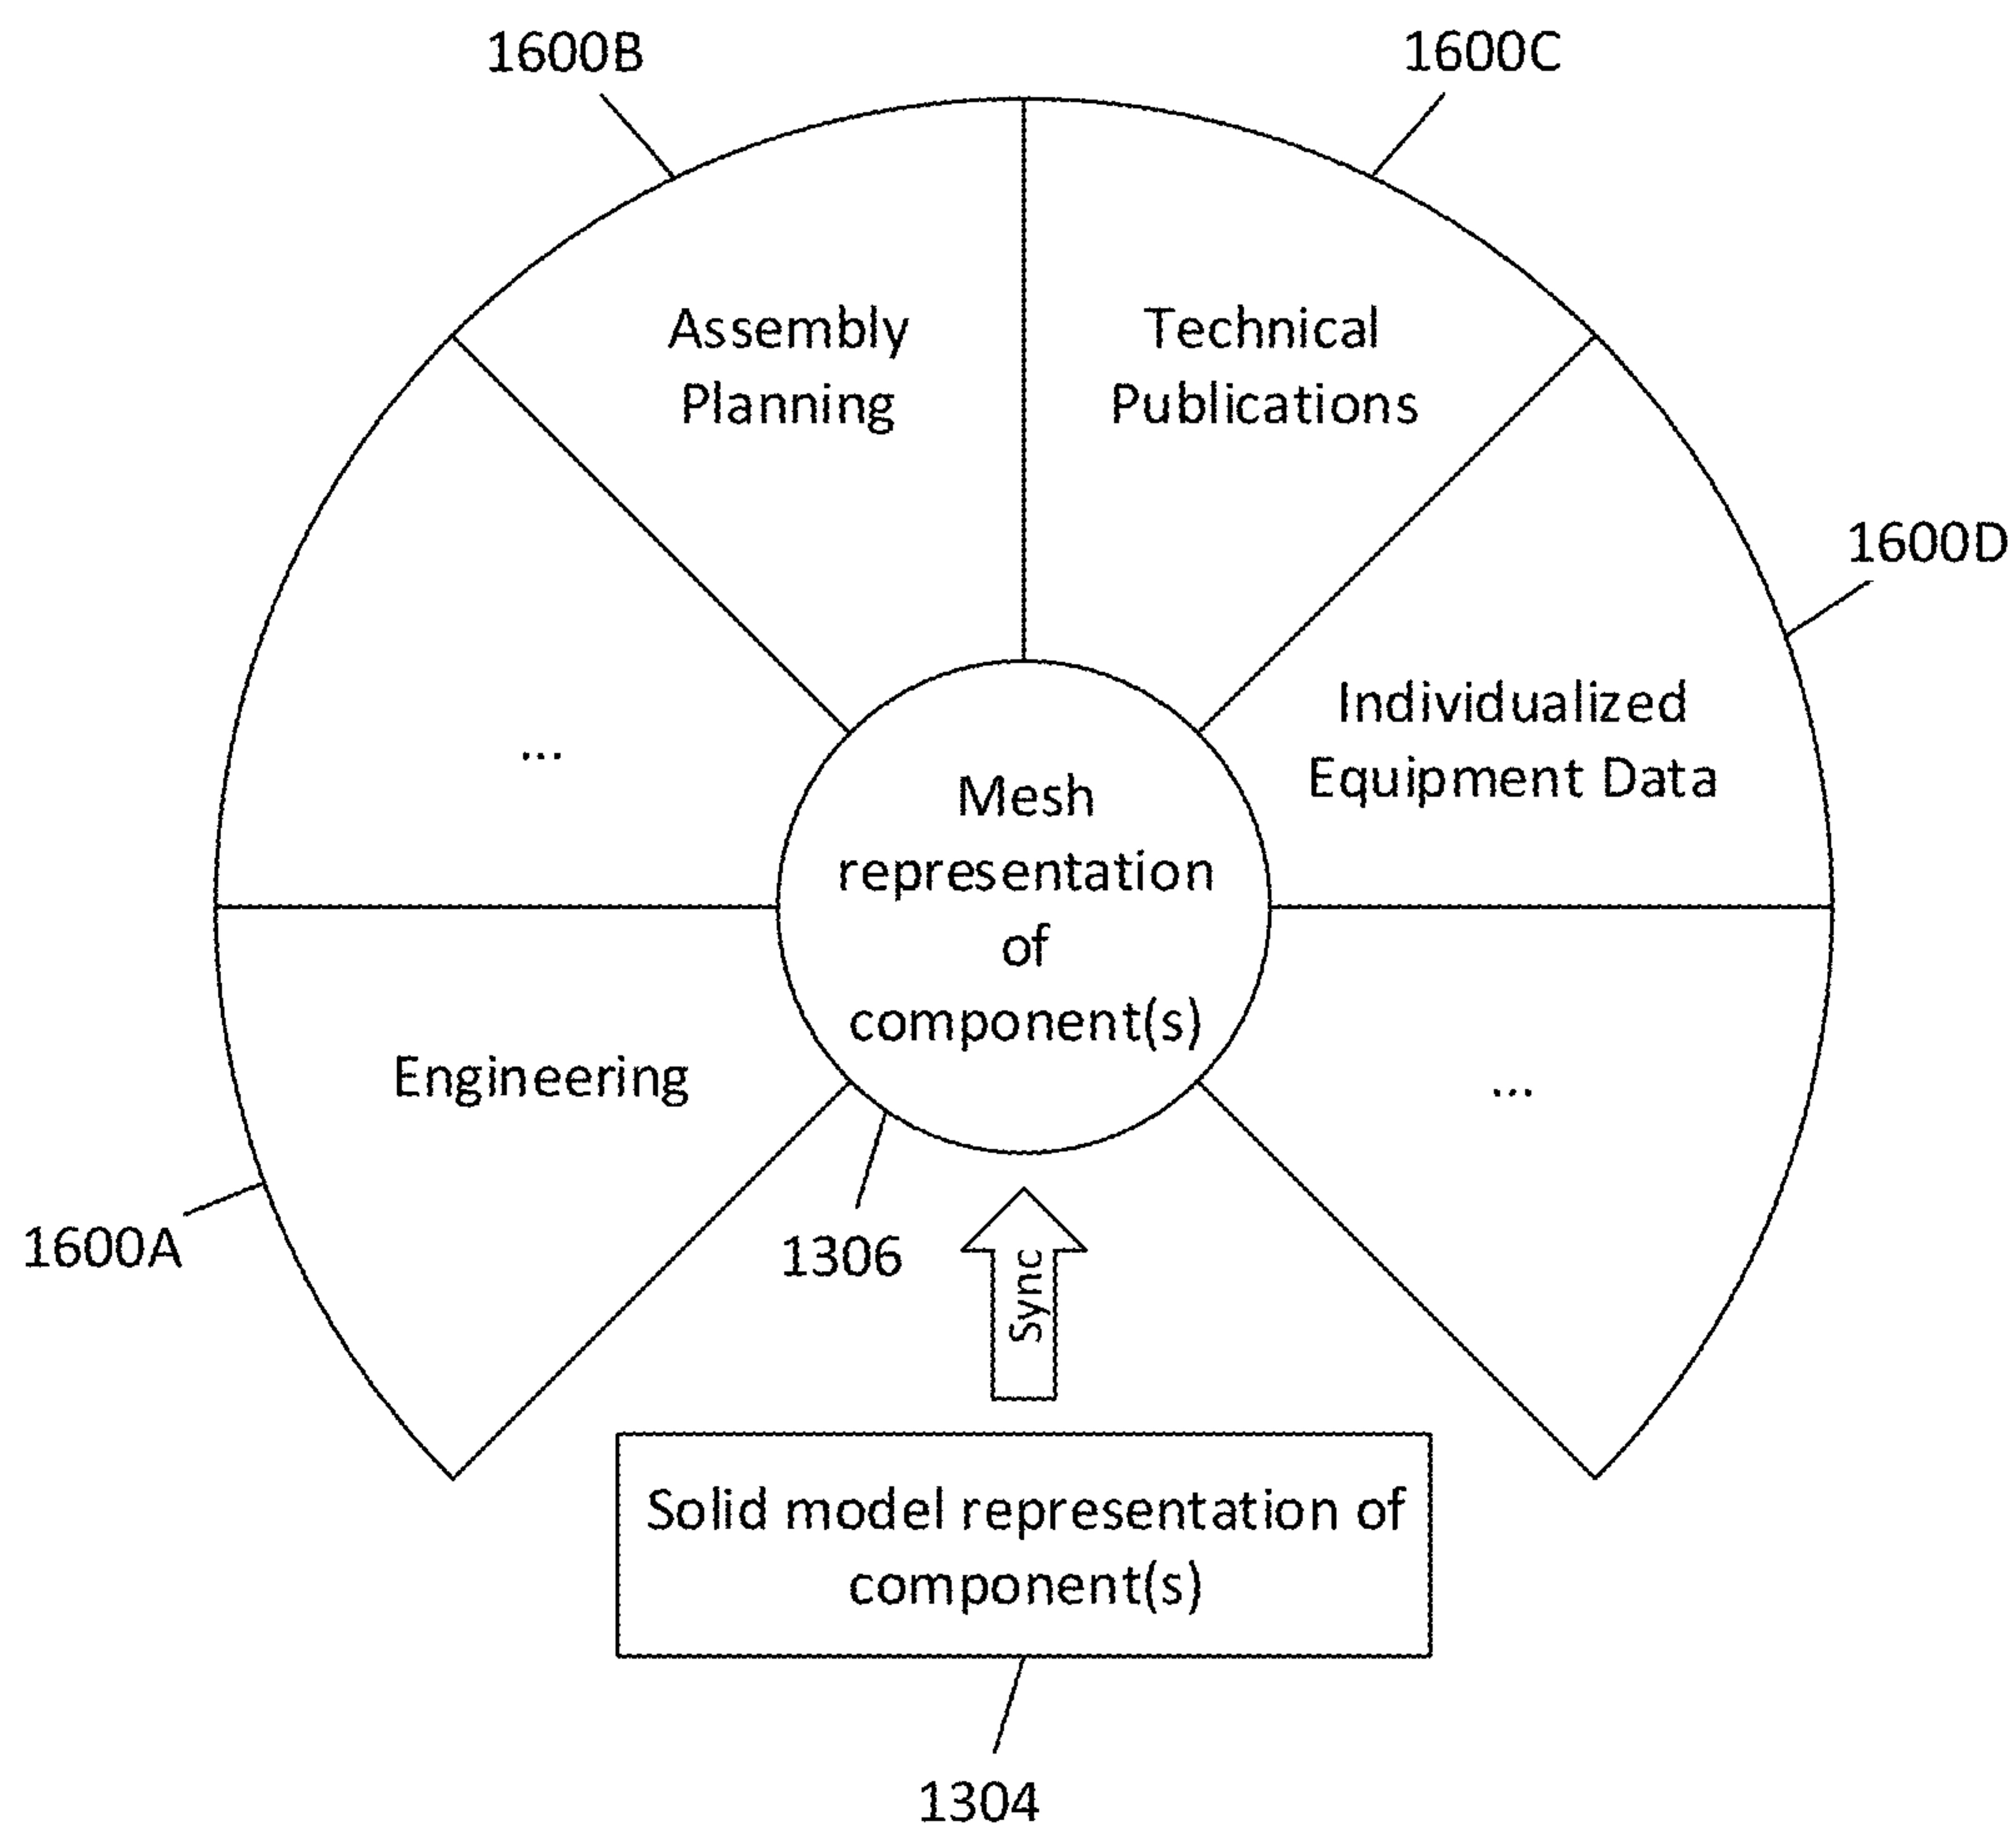 1600B
1600C
Assembly
Planning
Technical
Publications
1600D
Individualized
Equipment Data
...
Mesh
representation
of
component(s)
Engineering
...
1600A
1306
Sync
Solid model representation of
component(s)
1304